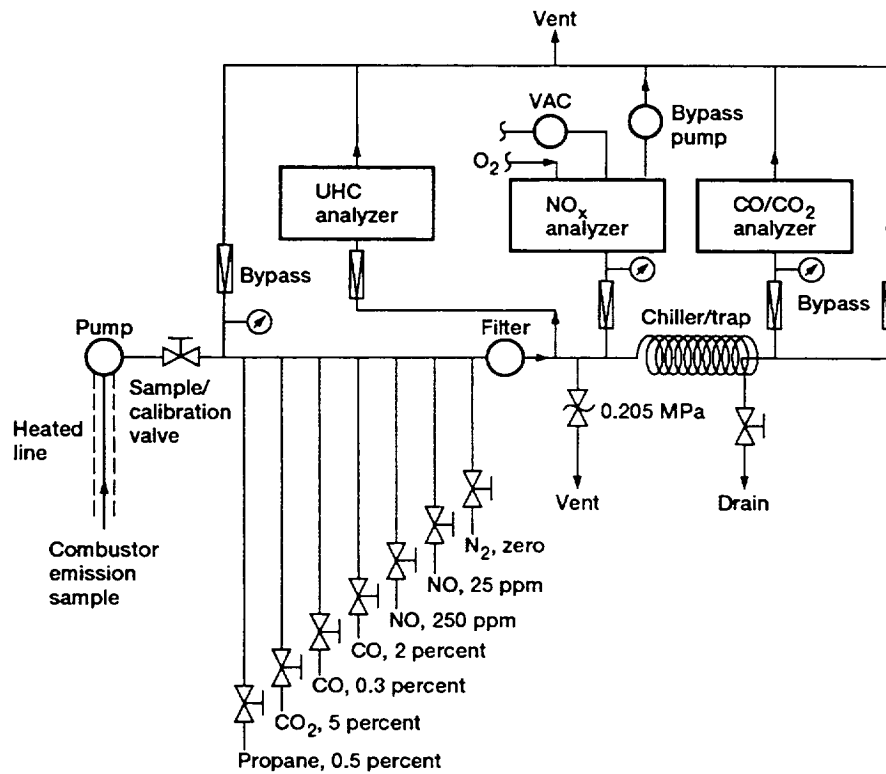 Vent
VAC
Bypass
pump
O2
UHC
analyzer
NOx
analyzer
CO/CO2
analyzer
Bypass
Bypass
Pump
Filter
Chiller/trap
Sample/
calibration
valve
0.205 MPa
Heated
line
Vent
Drain
Combustor
emission
sample
N2, zero
NO, 25 ppm
NO, 250 ppm
CO, 2 percent
CO, 0.3 percent
CO2, 5 percent
Propane, 0.5 percent